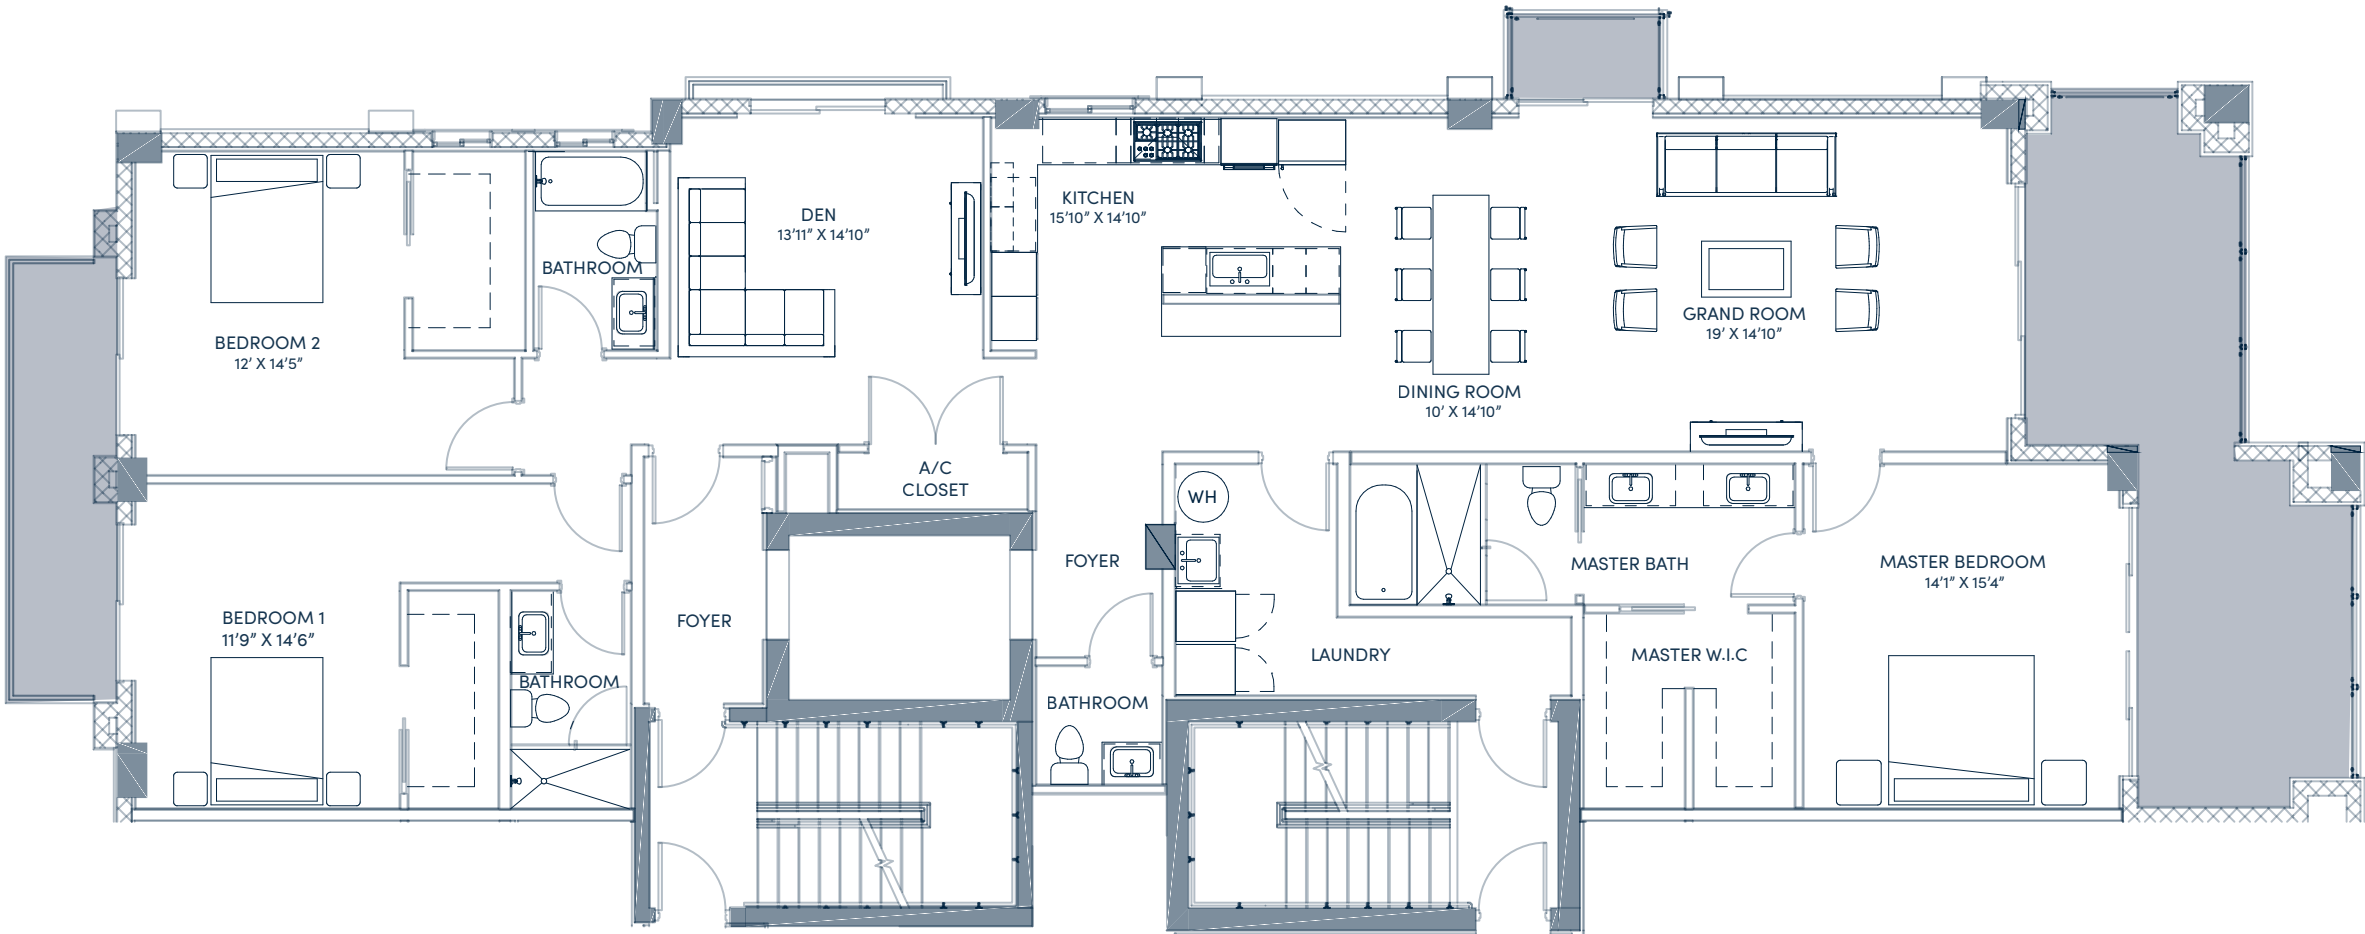 KITCHEN
15'10" X 14'10"
DEN
13'11" X 14'10"
BATHROOM
GRAND ROOM
19' X 14'10"
BEDROOM 2
12' X 14'5"
DINING ROOM
10' X 14'10"
A/C
CLOSET
WH
FOYER
MASTER BATH
MASTER BEDROOM
14'1" X 15'4"
BEDROOM 1
11'9" X 14'6"
FOYER
LAUNDRY
MASTER W.I.C
BATHROOM
BATHROOM